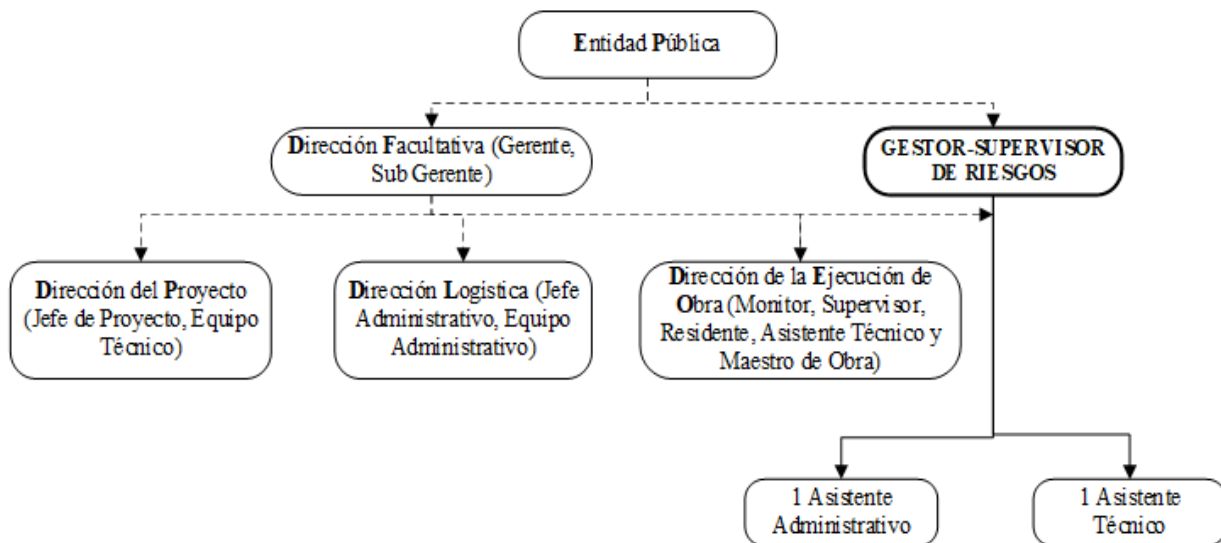 Entidad Pública
Dirección Facultativa (Gerente,
Sub Gerente)
GESTOR-SUPERVISOR
DE RIESGOS
Dirección del Proyecto
(Jefe de Proyecto, Equipo
Técnico)
Dirección Logistica (Jefe
Administrativo, Equipo
Administrativo)
Dirección de la Ejecución de
Obra (Monitor, Supervisor,
Residente, Asistente Técnico y
Maestro de Obra)
1 Asistente
Administrativo
1 Asistente
Técnico